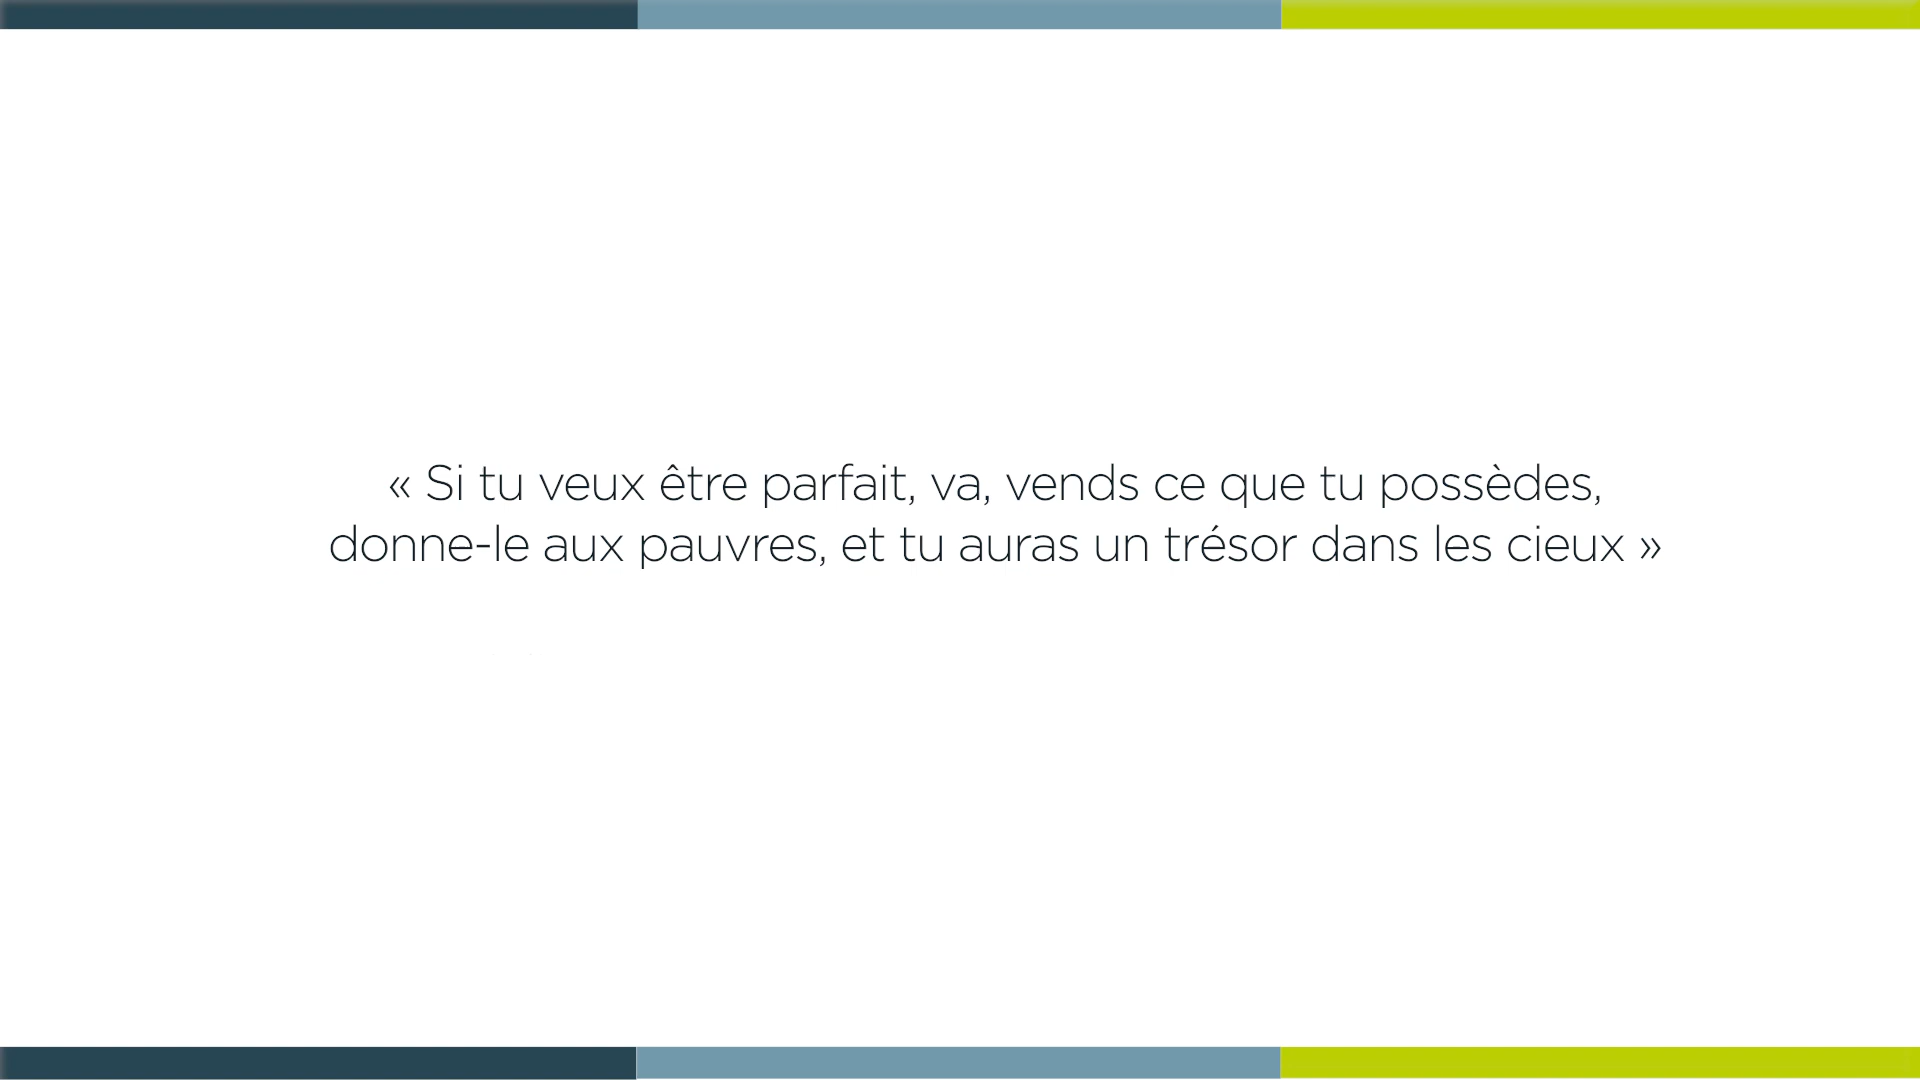 « Si tu veux être parfait, va, vends ce que tu possèdes,
donne-le aux pauvres, et tu auras un trésor dans les cieux »